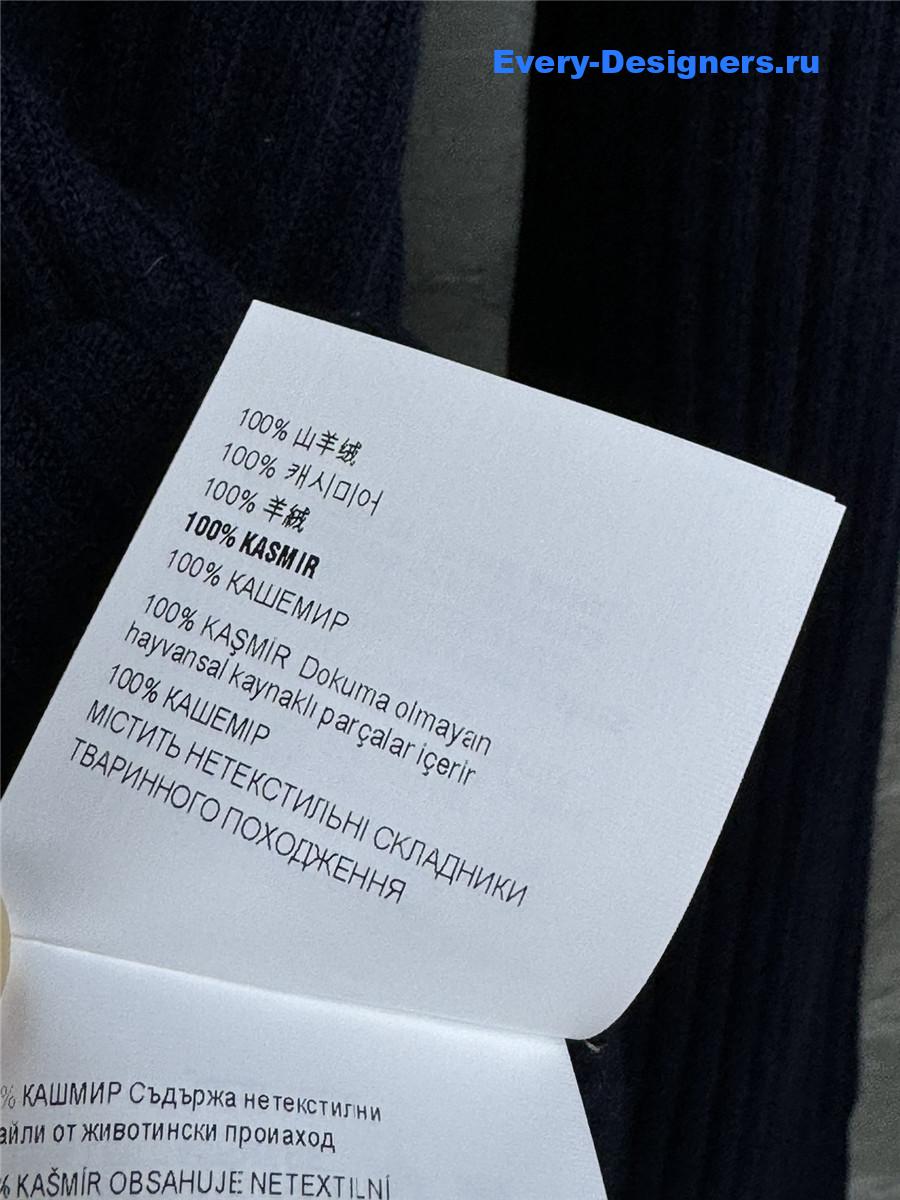 Every-Designers.ru
100% 山羊绒
100% 캐시미어
100% 羊絨
100% KASMIR
100% КАШЕМИР
100% KAŞMİR Dokuma olmayan
hayvansal kaynaklı parçalar içerir
100% КАШЕМІР
МІСТИТЬ НЕТЕКСТИЛЬНІ СКЛАДНИКИ
ТВАРИННОГО ПОХОДЖЕННЯ
% КАШМИР Съдържа нетекстилни
айли от животински произход
% KAŠMÍR OBSAHUJE NETEXTILNÍ